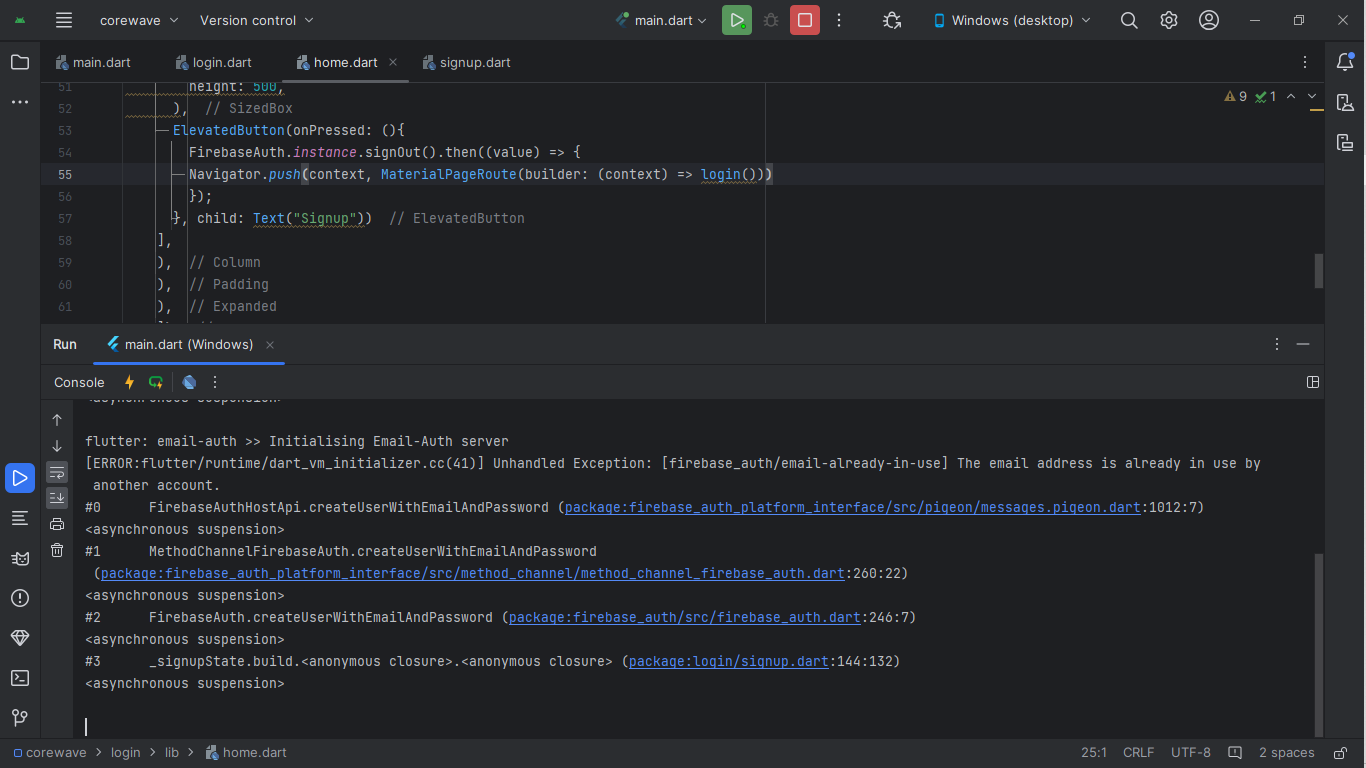 corewave Version control main.dart Windows (desktop)
main.dart login.dart home.dart signup.dart
51 height: 500,
9 1
52 ), // SizedBox
53 ElevatedButton(onPressed: (){
54 FirebaseAuth.instance.signOut().then((value) => {
55 Navigator.push(context, MaterialPageRoute(builder: (context) => login()))
56 });
57 }, child: Text("Signup")) // ElevatedButton
58 ],
59 ), // Column
60 ), // Padding
61 ), // Expanded
Run main.dart (Windows)
Console
<asynchronous suspension>
flutter: email-auth >> Initialising Email-Auth server
[ERROR:flutter/runtime/dart_vm_initializer.cc(41)] Unhandled Exception: [firebase_auth/email-already-in-use] The email address is already in use by
another account.
#0 FirebaseAuthHostApi.createUserWithEmailAndPassword (package:firebase_auth_platform_interface/src/pigeon/messages.pigeon.dart:1012:7)
<asynchronous suspension>
#1 MethodChannelFirebaseAuth.createUserWithEmailAndPassword
(package:firebase_auth_platform_interface/src/method_channel/method_channel_firebase_auth.dart:260:22)
<asynchronous suspension>
#2 FirebaseAuth.createUserWithEmailAndPassword (package:firebase_auth/src/firebase_auth.dart:246:7)
<asynchronous suspension>
#3 _signupState.build.<anonymous closure>.<anonymous closure> (package:login/signup.dart:144:132)
<asynchronous suspension>
corewave > login > lib > home.dart 25:1 CRLF UTF-8 2 spaces